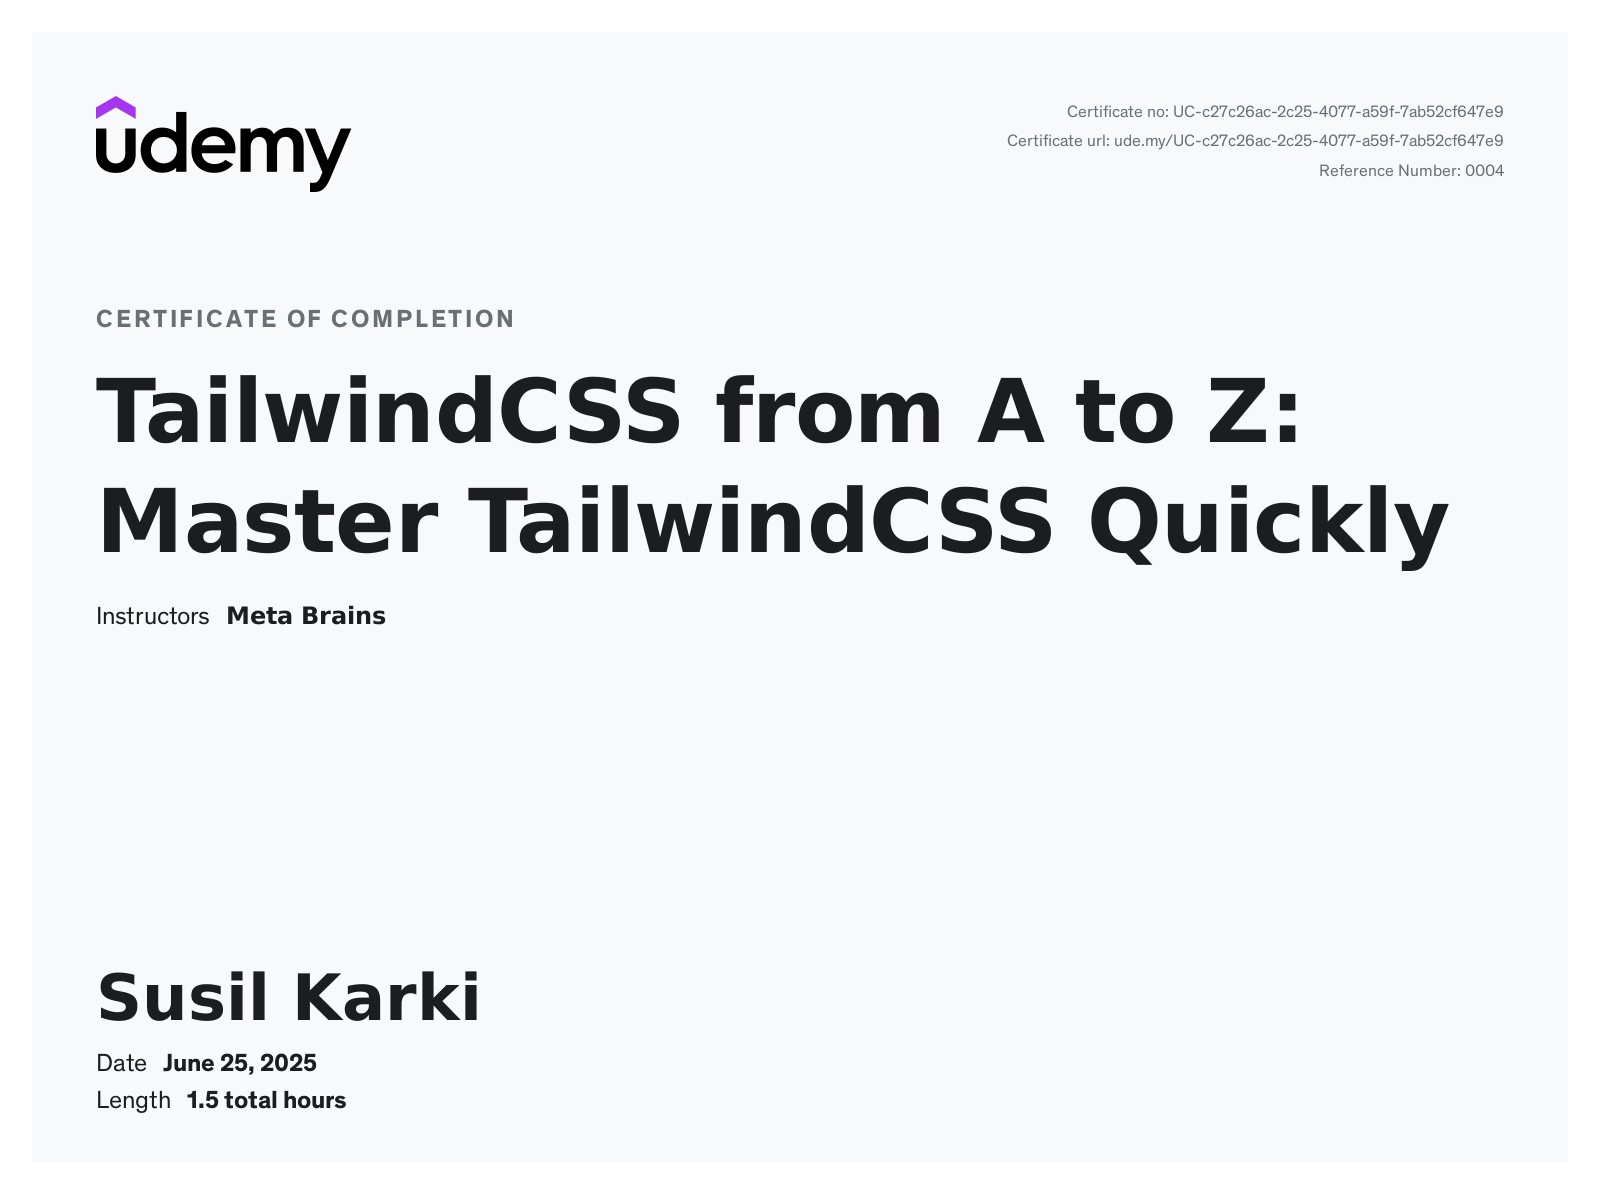 udemy
Certificate no: UC-c27c26ac-2c25-4077-a59f-7ab52cf647e9
Certificate url: ude.my/UC-c27c26ac-2c25-4077-a59f-7ab52cf647e9
Reference Number: 0004
CERTIFICATE OF COMPLETION
TailwindCSS from A to Z:
Master TailwindCSS Quickly
Instructors Meta Brains
Susil Karki
Date June 25, 2025
Length 1.5 total hours